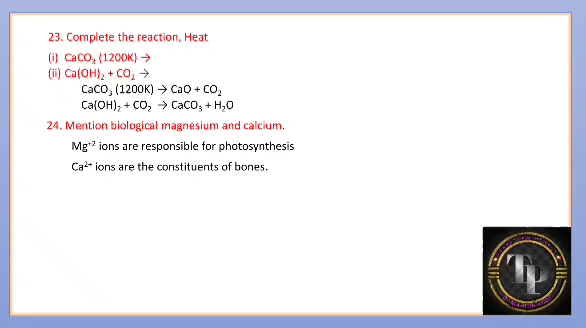 23. Complete the reaction, Heat
(i) CaCO₃ (1200K) →
(ii) Ca(OH)₂ + CO₂ →
CaCO₃ (1200K) → CaO + CO₂
Ca(OH)₂ + CO₂ → CaCO₃ + H₂O
24. Mention biological magnesium and calcium.
Mg⁺² ions are responsible for photosynthesis
Ca²⁺ ions are the constituents of bones.
TP